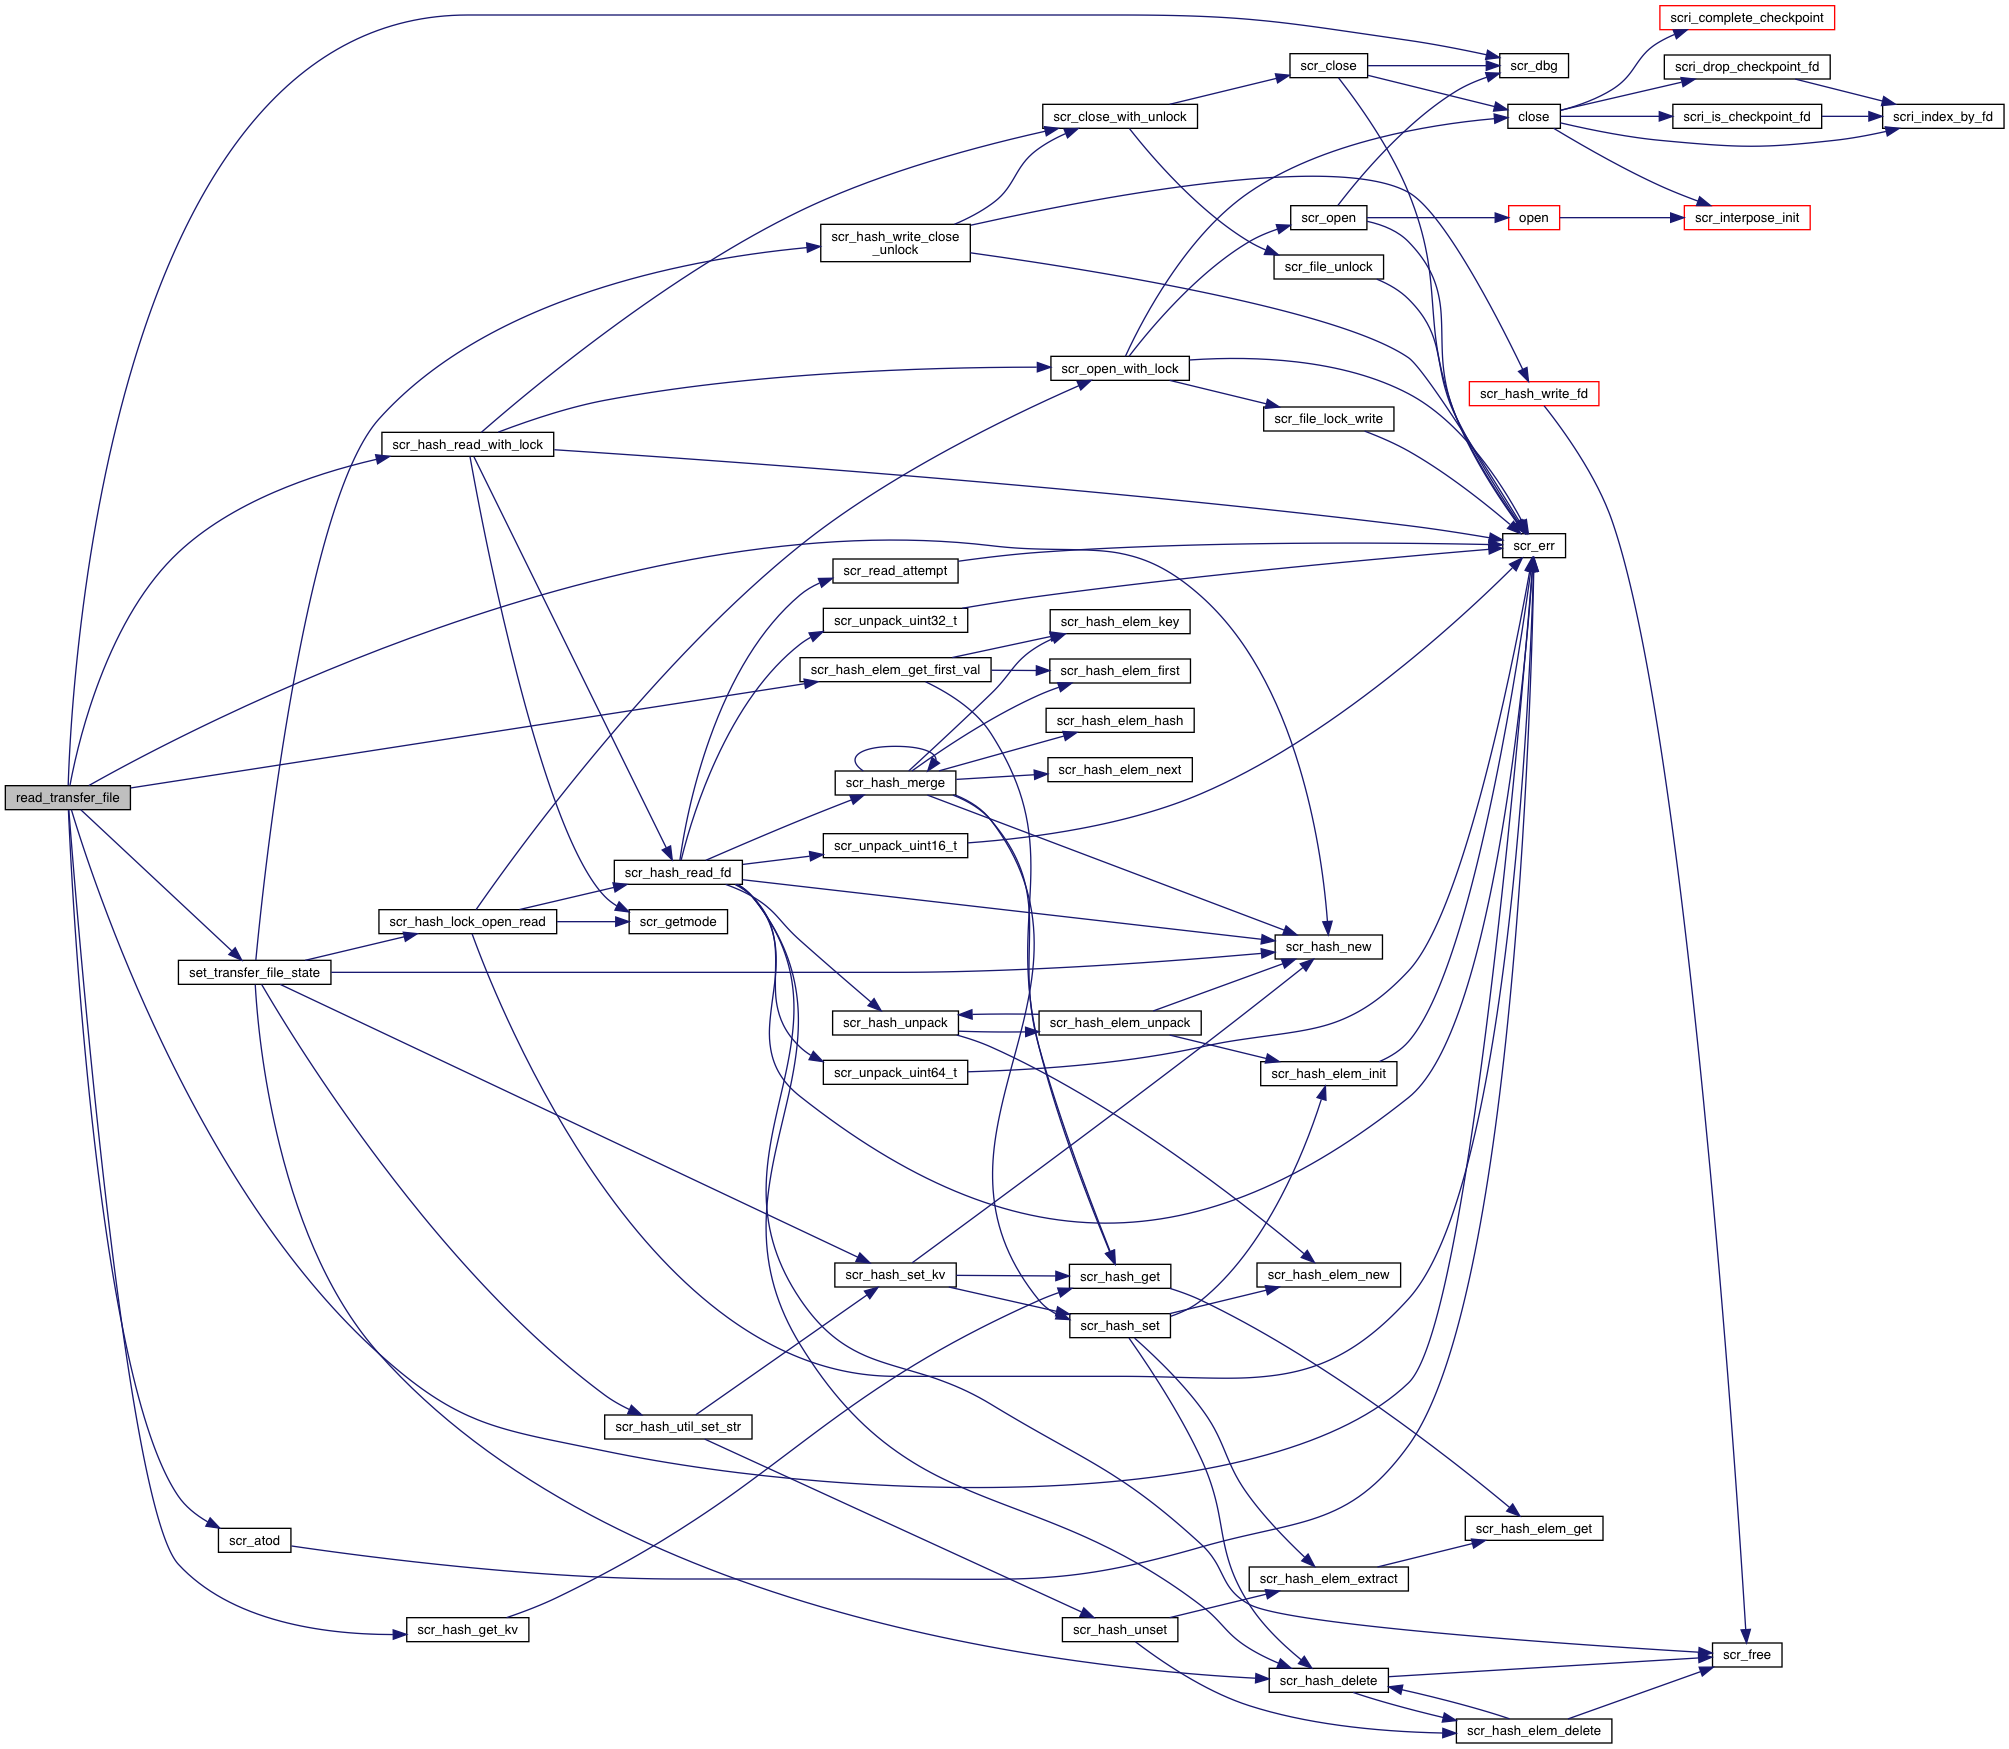 scri_complete_checkpoint
scr_close
scr_dbg
scri_drop_checkpoint_fd
scr_close_with_unlock
close
scri_is_checkpoint_fd
scri_index_by_fd
scr_open
open
scr_interpose_init
scr_hash_write_close
_unlock
scr_file_unlock
scr_open_with_lock
scr_hash_write_fd
scr_file_lock_write
scr_hash_read_with_lock
scr_err
scr_read_attempt
scr_unpack_uint32_t
scr_hash_elem_key
scr_hash_elem_get_first_val
scr_hash_elem_first
scr_hash_elem_hash
scr_hash_elem_next
scr_hash_merge
read_transfer_file
scr_unpack_uint16_t
scr_hash_read_fd
scr_hash_lock_open_read
scr_getmode
scr_hash_new
set_transfer_file_state
scr_hash_unpack
scr_hash_elem_unpack
scr_unpack_uint64_t
scr_hash_elem_init
scr_hash_set_kv
scr_hash_get
scr_hash_elem_new
scr_hash_set
scr_hash_util_set_str
scr_hash_elem_get
scr_atod
scr_hash_elem_extract
scr_hash_get_kv
scr_hash_unset
scr_free
scr_hash_delete
scr_hash_elem_delete